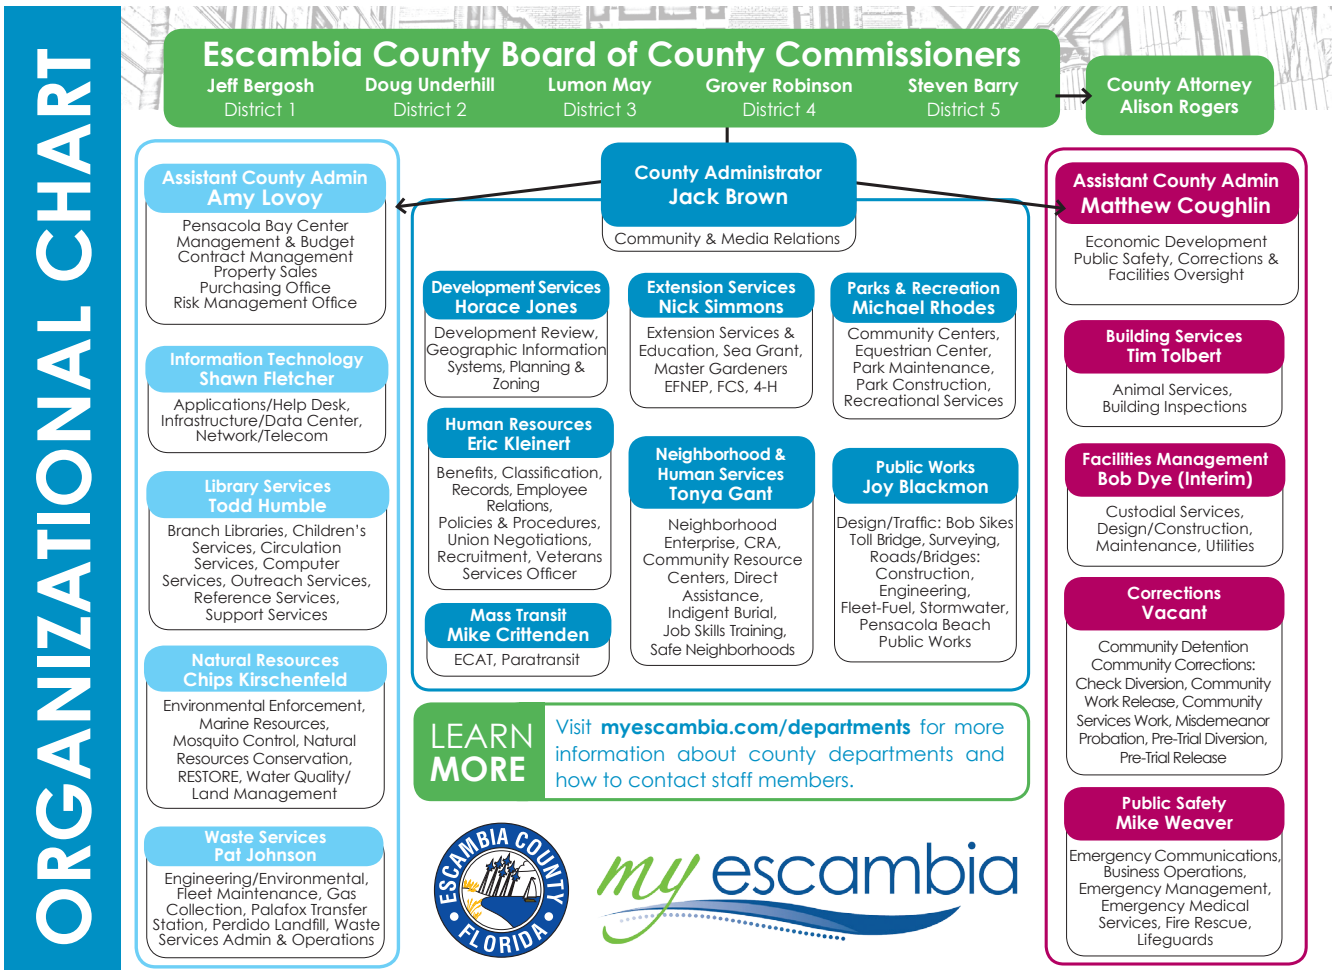 ORGANIZATIONAL CHART
Escambia County Board of County Commissioners
Jeff Bergosh
District 1
Doug Underhill
District 2
Lumon May
District 3
Grover Robinson
District 4
Steven Barry
District 5
County Attorney
Alison Rogers
County Administrator
Jack Brown
Community & Media Relations
Assistant County Admin
Amy Lovoy
Pensacola Bay Center
Management & Budget
Contract Management
Property Sales
Purchasing Office
Risk Management Office
Information Technology
Shawn Fletcher
Applications/Help Desk,
Infrastructure/Data Center,
Network/Telecom
Library Services
Todd Humble
Branch Libraries, Children's
Services, Circulation
Services, Computer
Services, Outreach Services,
Reference Services,
Support Services
Natural Resources
Chips Kirschenfeld
Environmental Enforcement,
Marine Resources,
Mosquito Control, Natural
Resources Conservation,
RESTORE, Water Quality/
Land Management
Waste Services
Pat Johnson
Engineering/Environmental,
Fleet Maintenance, Gas
Collection, Palafox Transfer
Station, Perdido Landfill, Waste
Services Admin & Operations
Development Services
Horace Jones
Development Review,
Geographic Information
Systems, Planning &
Zoning
Human Resources
Eric Kleinert
Benefits, Classification,
Records, Employee
Relations,
Policies & Procedures,
Union Negotiations,
Recruitment, Veterans
Services Officer
Mass Transit
Mike Crittenden
ECAT, Paratransit
Extension Services
Nick Simmons
Extension Services &
Education, Sea Grant,
Master Gardeners
EFNEP, FCS, 4-H
Neighborhood &
Human Services
Tonya Gant
Neighborhood
Enterprise, CRA,
Community Resource
Centers, Direct
Assistance,
Indigent Burial,
Job Skills Training,
Safe Neighborhoods
Parks & Recreation
Michael Rhodes
Community Centers,
Equestrian Center,
Park Maintenance,
Park Construction,
Recreational Services
Public Works
Joy Blackmon
Design/Traffic: Bob Sikes
Toll Bridge, Surveying,
Roads/Bridges:
Construction,
Engineering,
Fleet-Fuel, Stormwater,
Pensacola Beach
Public Works
Assistant County Admin
Matthew Coughlin
Economic Development
Public Safety, Corrections &
Facilities Oversight
Building Services
Tim Tolbert
Animal Services,
Building Inspections
Facilities Management
Bob Dye (Interim)
Custodial Services,
Design/Construction,
Maintenance, Utilities
Corrections
Vacant
Community Detention
Community Corrections:
Check Diversion, Community
Work Release, Community
Services Work, Misdemeanor
Probation, Pre-Trial Diversion,
Pre-Trial Release
Public Safety
Mike Weaver
Emergency Communications,
Business Operations,
Emergency Management,
Emergency Medical
Services, Fire Rescue,
Lifeguards
LEARN
MORE
Visit myescambia.com/departments for more
information about county departments and
how to contact staff members.
ESCAMBIA COUNTY
FLORIDA
my escambia